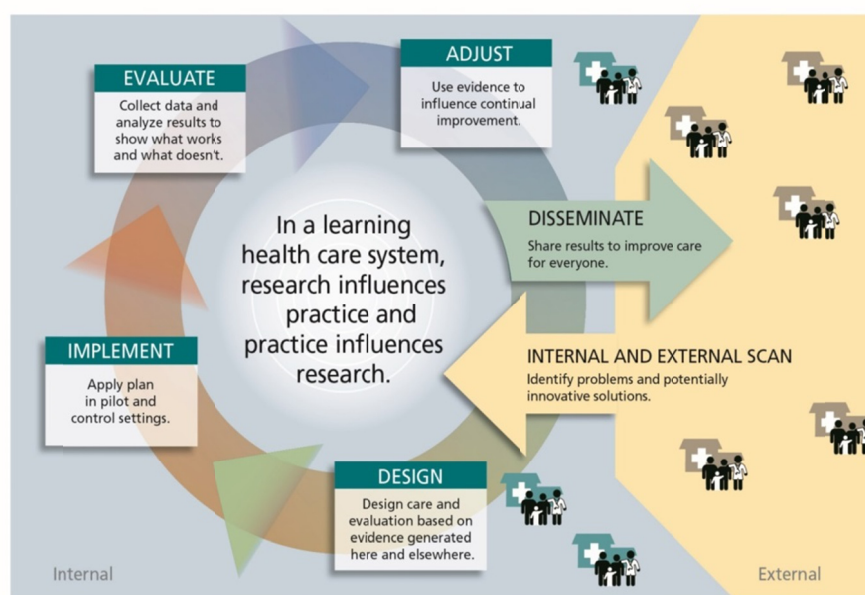 EVALUATE
Collect data and
analyze results to
show what works
and what doesn't.
ADJUST
Use evidence to
influence continual
improvement.
In a learning
health care system,
research influences
practice and
practice influences
research.
DISSEMINATE
Share results to improve care
for everyone.
INTERNAL AND EXTERNAL SCAN
Identify problems and potentially
innovative solutions.
IMPLEMENT
Apply plan
in pilot and
control settings.
DESIGN
Design care and
evaluation based on
evidence generated
here and elsewhere.
Internal
External